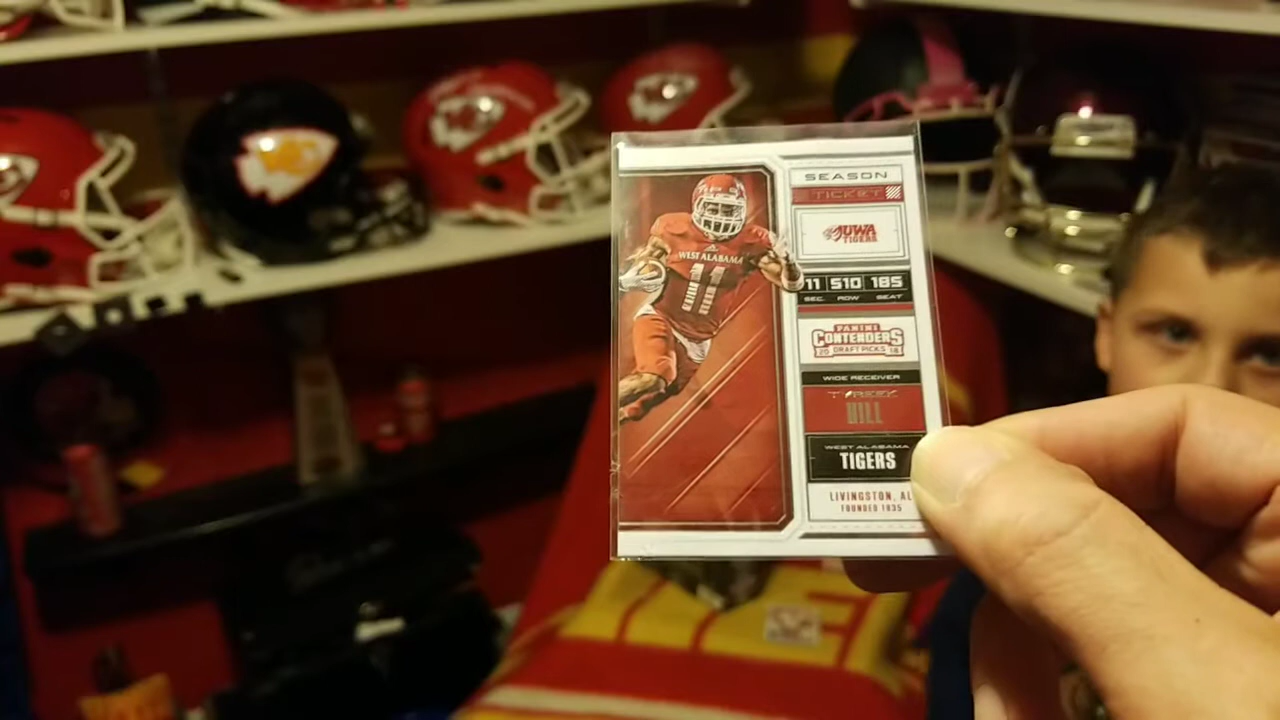 SEASON
TICKET
UWA
TIGERS
WEST ALABAMA
11
11 510 185
SEC. ROW SEAT
PANINI
CONTENDERS
20 DRAFT PICKS 18
WIDE RECEIVER
TYREEK
HILL
WEST ALABAMA
TIGERS
LIVINGSTON, AL
FOUNDED 1835